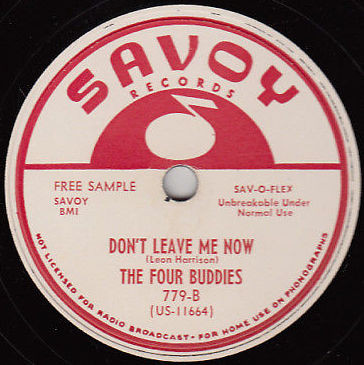 SAVOY
RECORDS
FREE SAMPLE
SAVOY
BMI
SAV-O-FLEX
Unbreakable Under
Normal Use
DON'T LEAVE ME NOW
(Leon Harrison)
THE FOUR BUDDIES
779-B
(US-11664)
NOT LICENSED FOR RADIO BROADCAST • FOR HOME USE ON PHONOGRAPHS